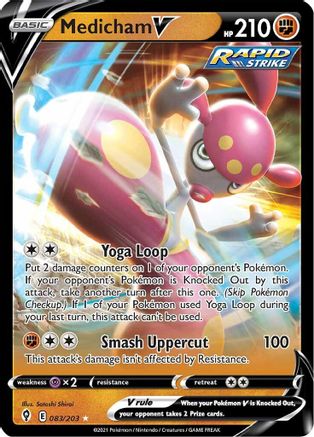 BASIC
Medicham V
HP 210
RAPID
STRIKE
Yoga Loop
Put 2 damage counters on 1 of your opponent's Pokémon.
If your opponent's Pokémon is Knocked Out by this
attack, take another turn after this one. (Skip Pokémon
Checkup.) If 1 of your Pokémon used Yoga Loop during
your last turn, this attack can't be used.
Smash Uppercut 100
This attack's damage isn't affected by Resistance.
weakness ×2 resistance retreat
Illus. Satoshi Shirai
V rule When your Pokémon V is Knocked Out,
your opponent takes 2 Prize cards.
E 083/203
©2021 Pokémon / Nintendo / Creatures / GAME FREAK